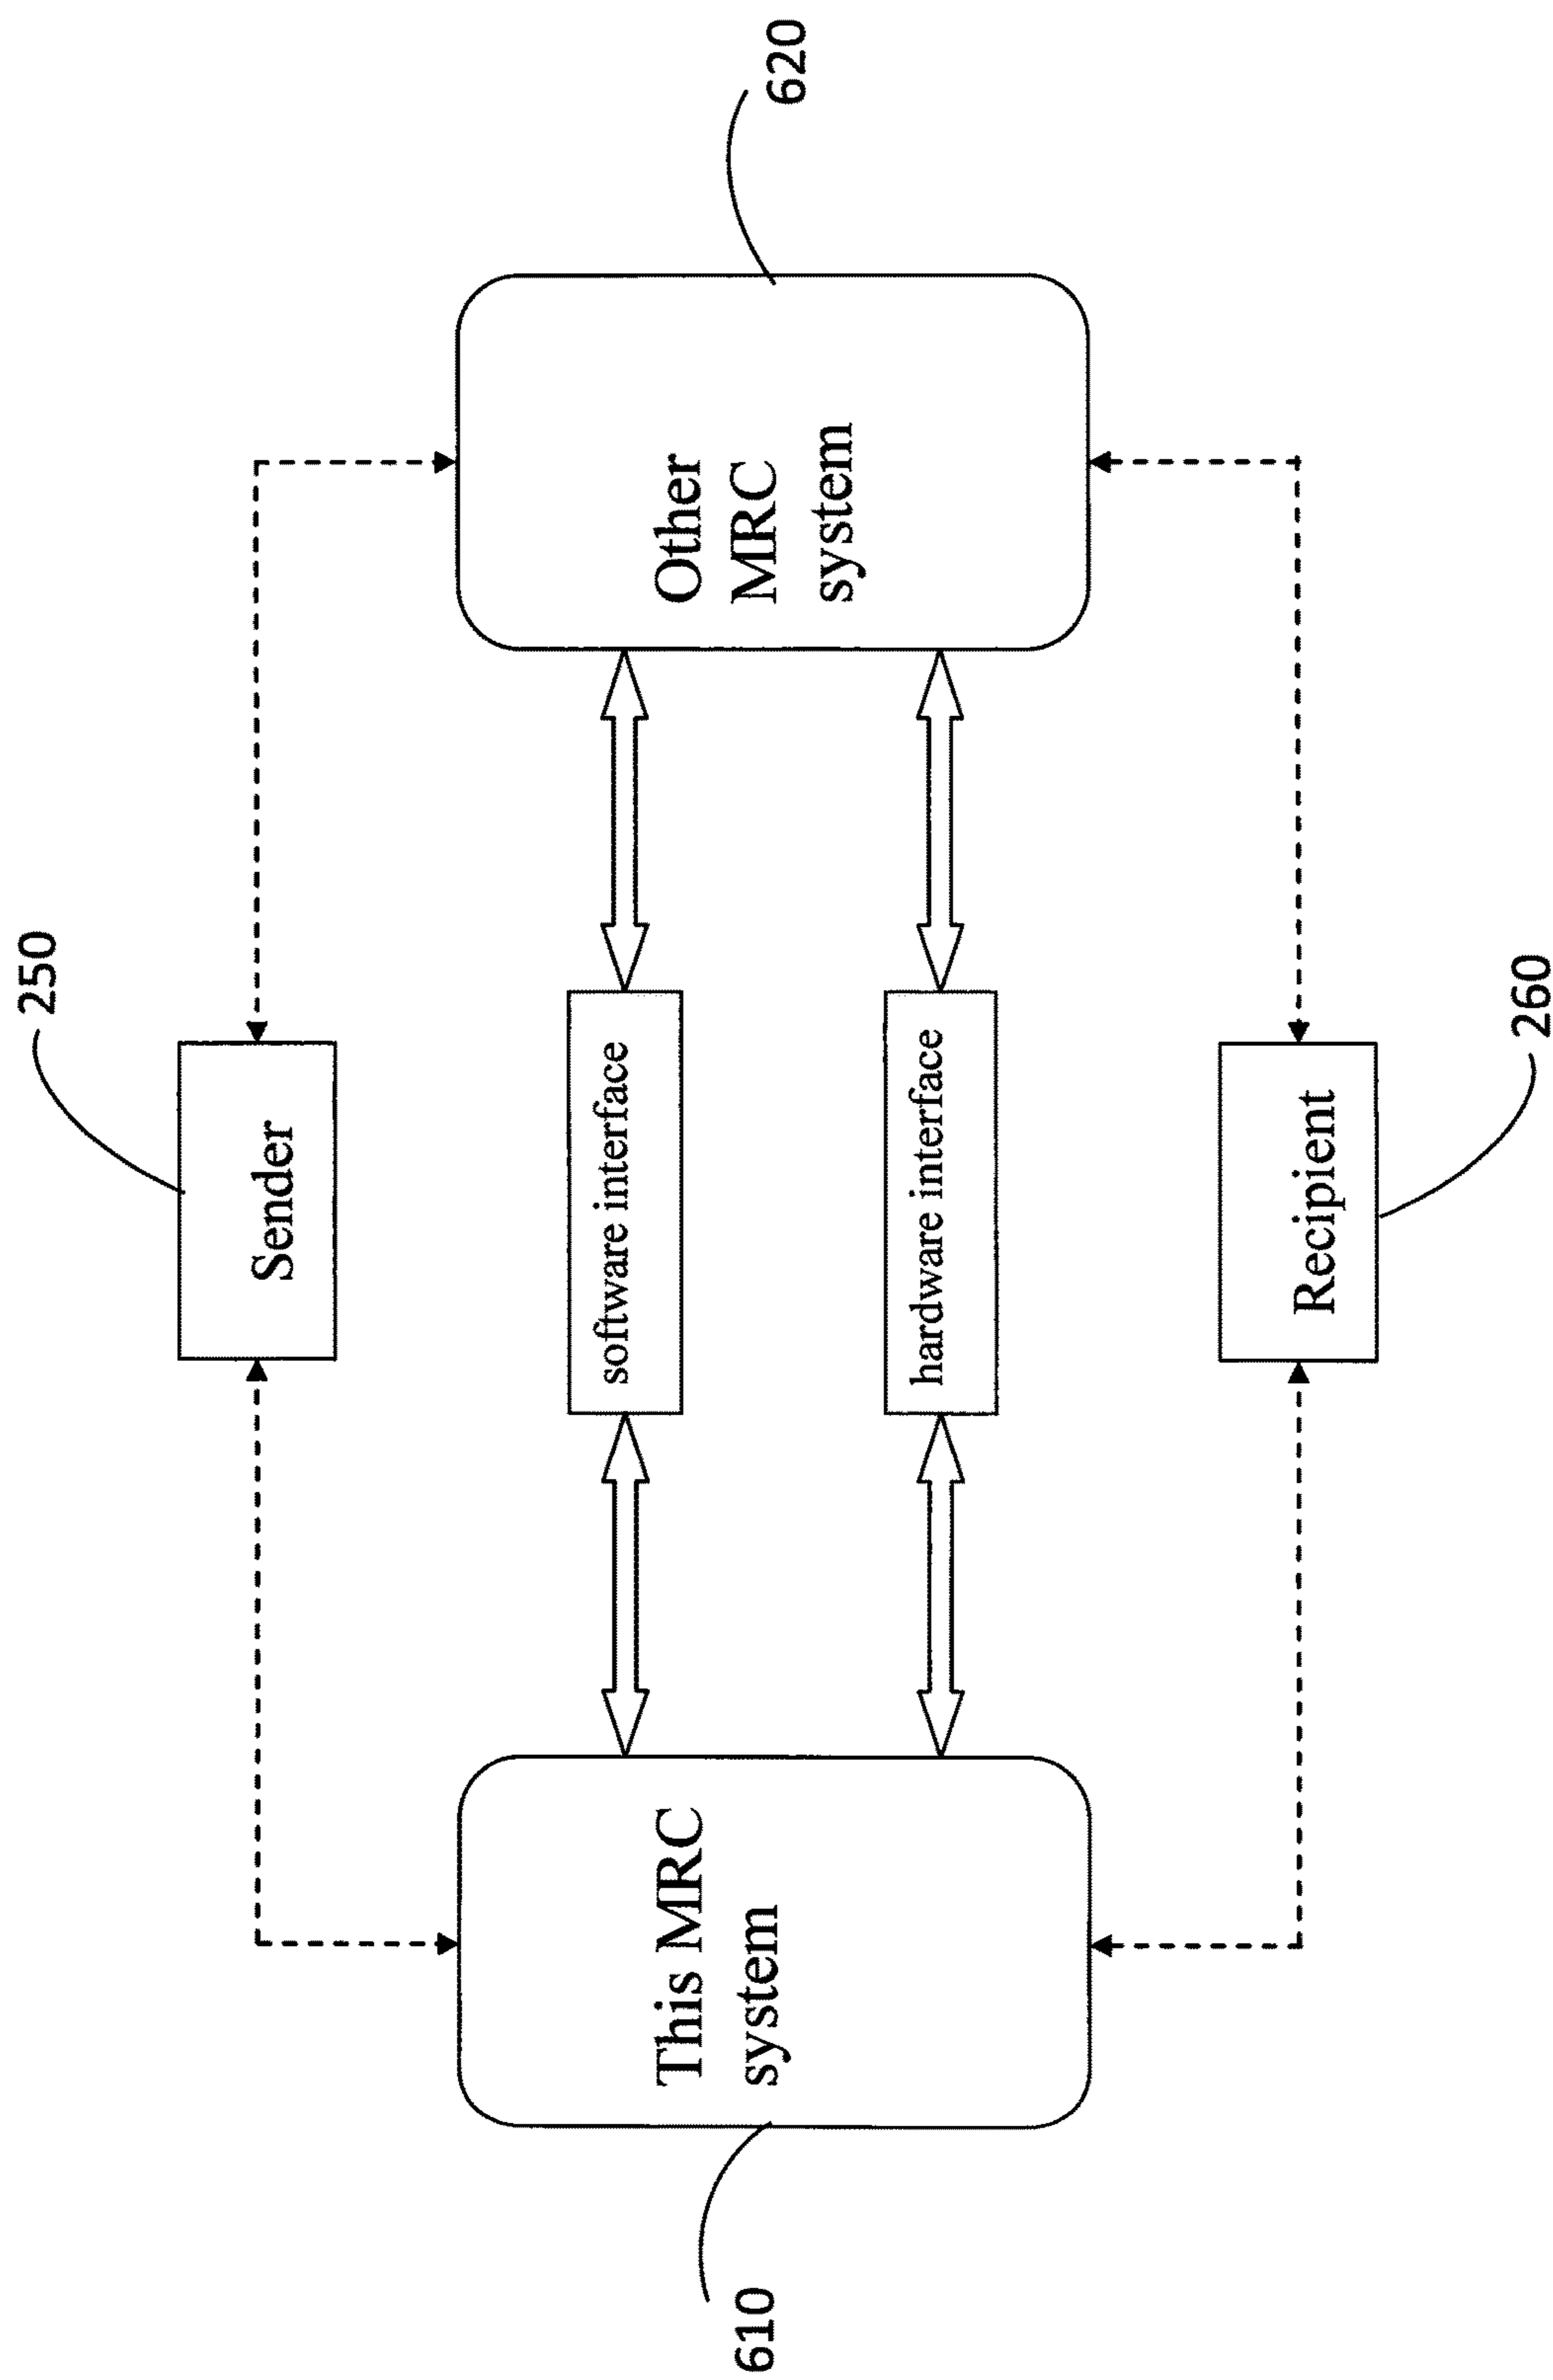 250
Sender
This MRC
system
610
software interface
hardware interface
Other
MRC
system
620
Recipient
260